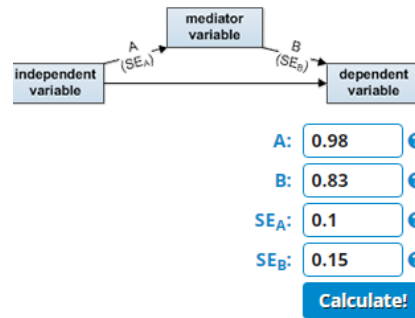 mediator
variable
A
(SEA)
B
(SEB)
independent
variable
dependent
variable
A: 0.98
B: 0.83
SEA: 0.1
SEB: 0.15
Calculate!